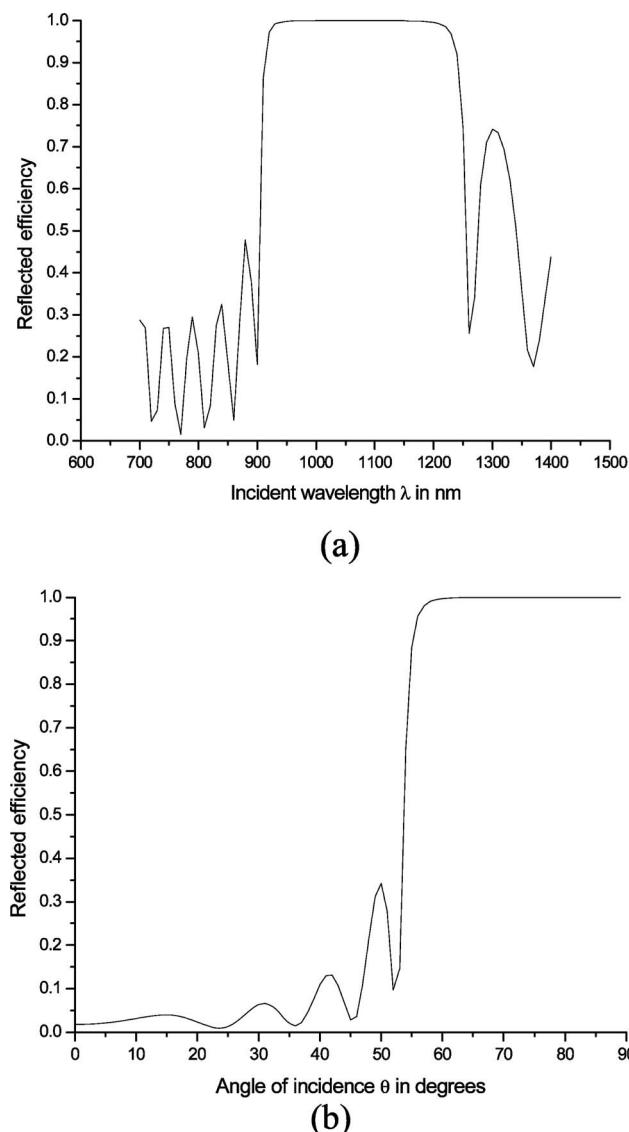 1.0
0.9
0.8
0.7
0.6
0.5
0.4
0.3
0.2
0.1
0.0
Reflected efficiency
600 700 800 900 1000 1100 1200 1300 1400 1500
Incident wavelength λ in nm
(a)
1.0
0.9
0.8
0.7
0.6
0.5
0.4
0.3
0.2
0.1
0.0
Reflected efficiency
0 10 20 30 40 50 60 70 80 90
Angle of incidence θ in degrees
(b)